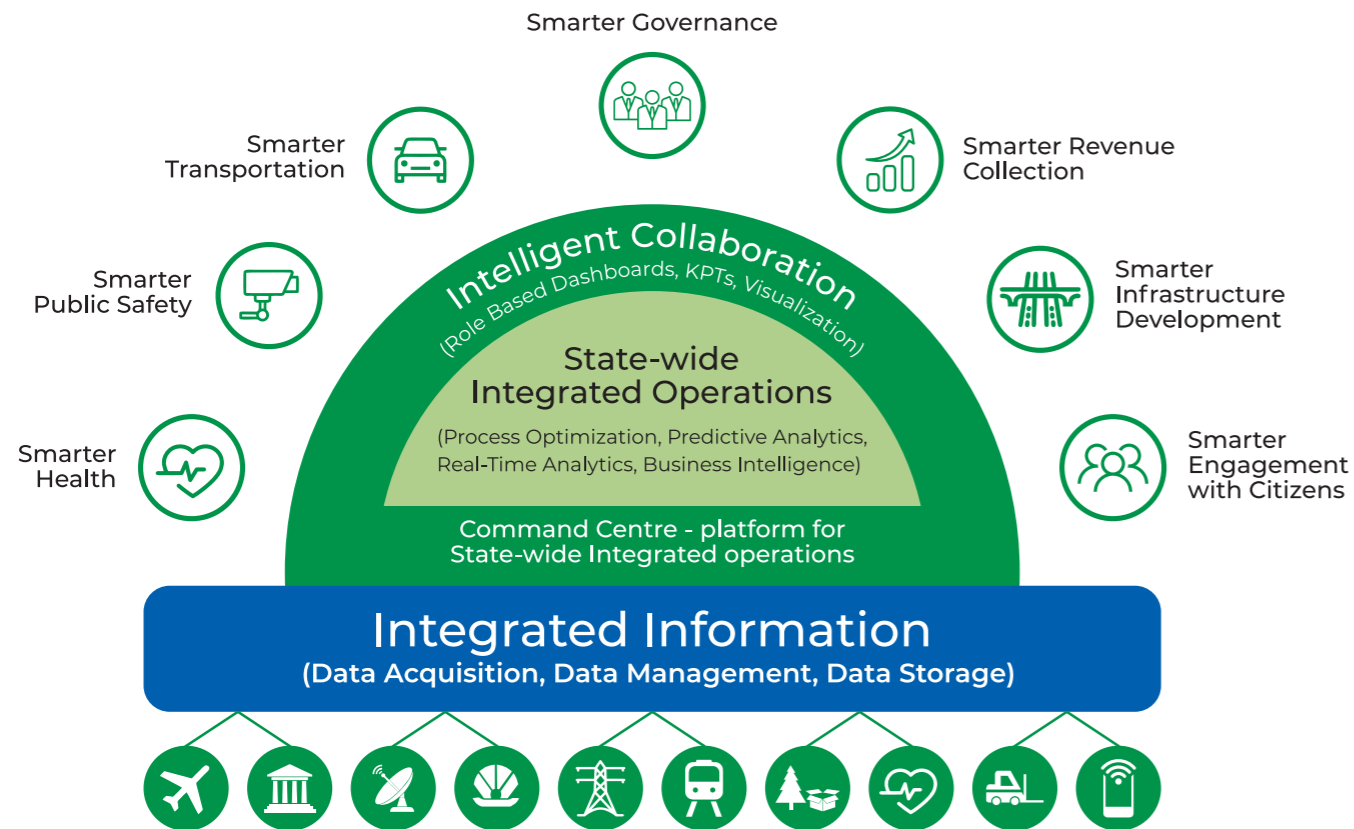 Smarter Governance
Smarter
Transportation
Smarter Revenue
Collection
Smarter
Public Safety
Smarter
Infrastructure
Development
Smarter
Health
Smarter
Engagement
with Citizens
Intelligent Collaboration
(Role Based Dashboards, KPTs, Visualization)
State-wide
Integrated Operations
(Process Optimization, Predictive Analytics,
Real-Time Analytics, Business Intelligence)
Command Centre - platform for
State-wide Integrated operations
Integrated Information
(Data Acquisition, Data Management, Data Storage)